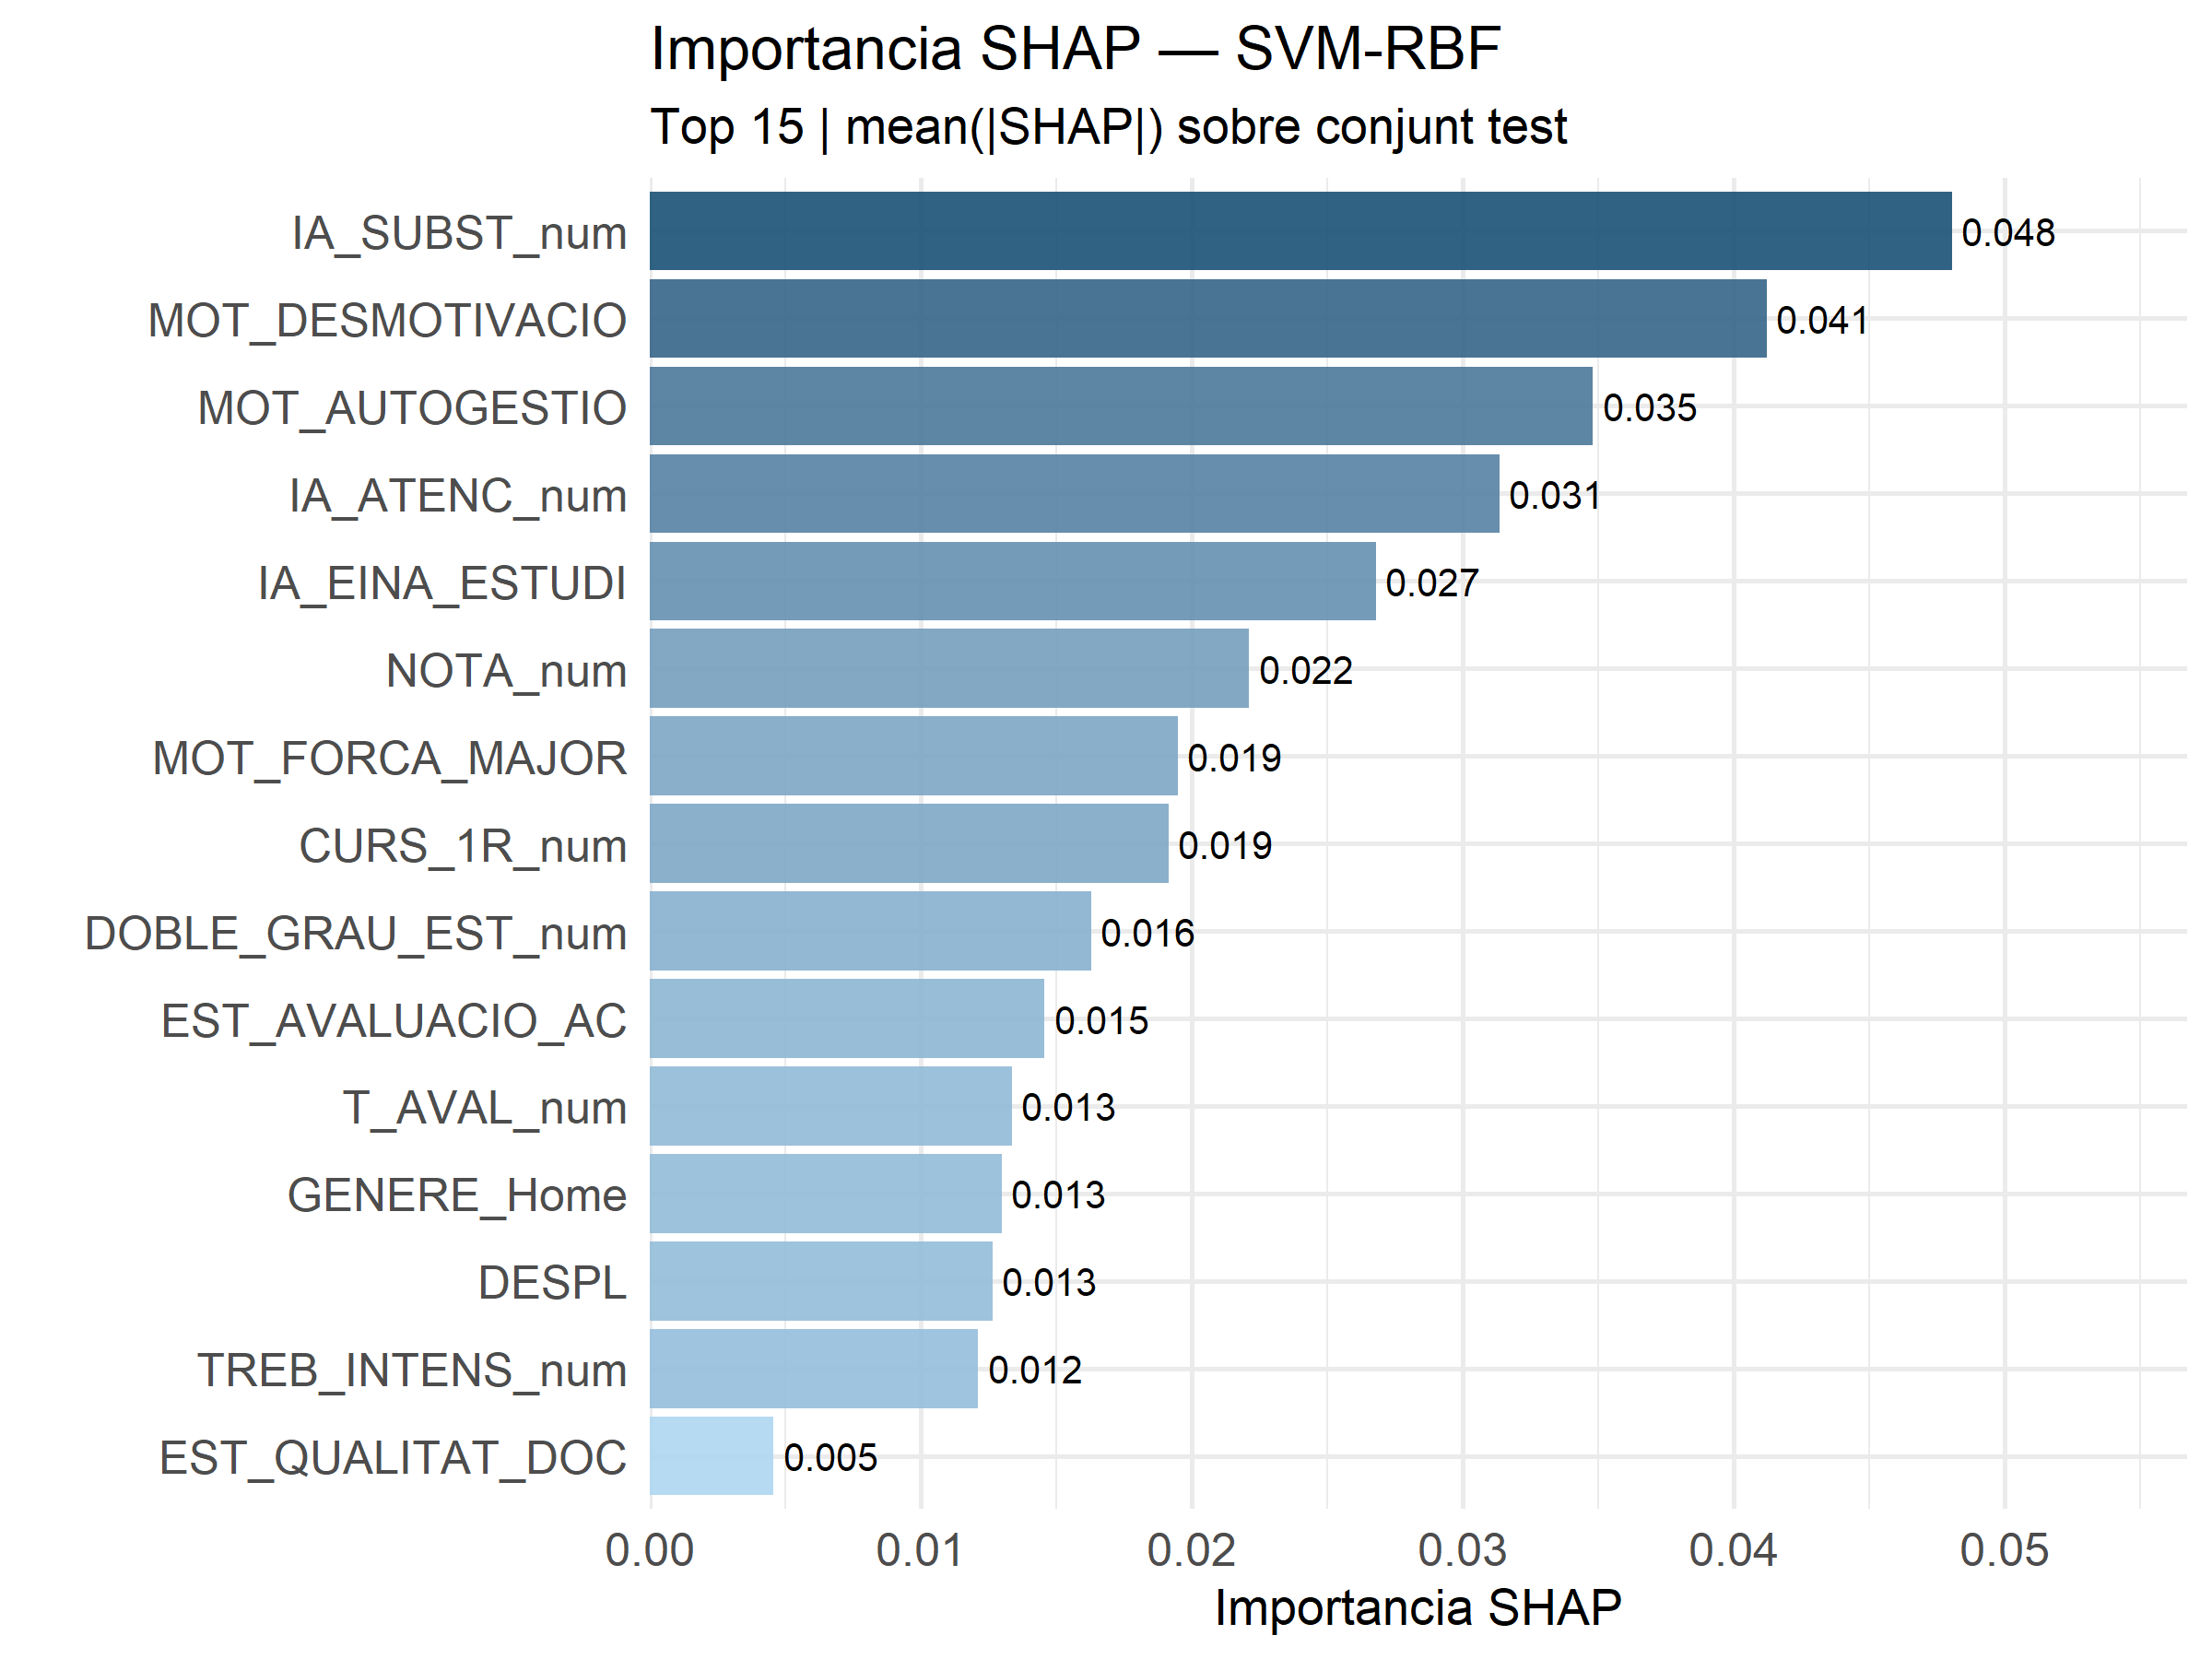 Importancia SHAP — SVM-RBF
Top 15 | mean(|SHAP|) sobre conjunt test
IA_SUBST_num 0.048
MOT_DESMOTIVACIO 0.041
MOT_AUTOGESTIO 0.035
IA_ATENC_num 0.031
IA_EINA_ESTUDI 0.027
NOTA_num 0.022
MOT_FORCA_MAJOR 0.019
CURS_1R_num 0.019
DOBLE_GRAU_EST_num 0.016
EST_AVALUACIO_AC 0.015
T_AVAL_num 0.013
GENERE_Home 0.013
DESPL 0.013
TREB_INTENS_num 0.012
EST_QUALITAT_DOC 0.005
0.00 0.01 0.02 0.03 0.04 0.05
Importancia SHAP